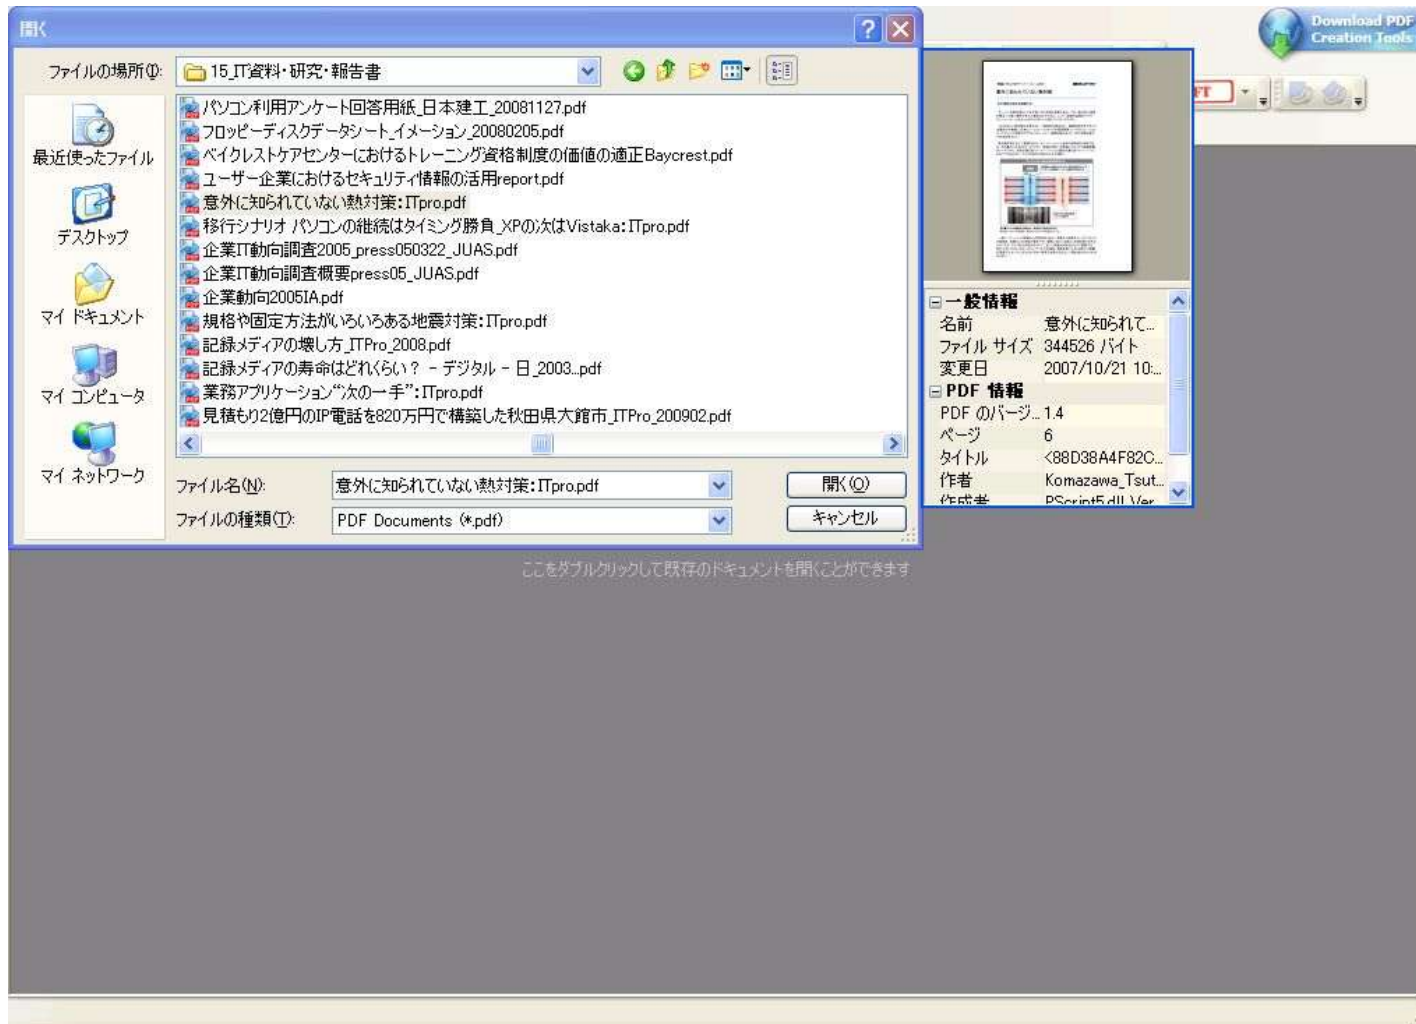 開く
Download PDF
Creation Tools
ファイルの場所(I):
15_IT資料・研究・報告書
最近使ったファイル
デスクトップ
マイ ドキュメント
マイ コンピュータ
マイ ネットワーク
パソコン利用アンケート回答用紙_日本建工_20081127.pdf
フロッピーディスクデータシート_イメーション_20080205.pdf
ベイクレストケアセンターにおけるトレーニング資格制度の価値の適正Baycrest.pdf
ユーザー企業におけるセキュリティ情報の活用report.pdf
意外に知られていない熱対策:ITpro.pdf
移行シナリオ パソコンの継続はタイミング勝負_XPの次はVistaka:ITpro.pdf
企業IT動向調査2005_press050322_JUAS.pdf
企業IT動向調査概要press05_JUAS.pdf
企業動向2005IA.pdf
規格や固定方法がいろいろある地震対策:ITpro.pdf
記録メディアの壊し方_ITPro_2008.pdf
記録メディアの寿命はどれくらい? - デジタル - 日_2003...pdf
業務アプリケーション“次の一手”:ITpro.pdf
見積もり2億円のIP電話を820万円で構築した秋田県大館市_ITPro_200902.pdf
ファイル名(N):
意外に知られていない熱対策:ITpro.pdf
開く(O)
ファイルの種類(T):
PDF Documents (*.pdf)
キャンセル
一般情報
名前 意外に知られて...
ファイル サイズ 344526 バイト
変更日 2007/10/21 10:...
PDF 情報
PDF のバージ... 1.4
ページ 6
タイトル <88D38A4F82C...
作者 Komazawa_Tsut...
作成者 PScript5.dll Ver
FT
ここをダブルクリックして既存のドキュメントを開くことができます